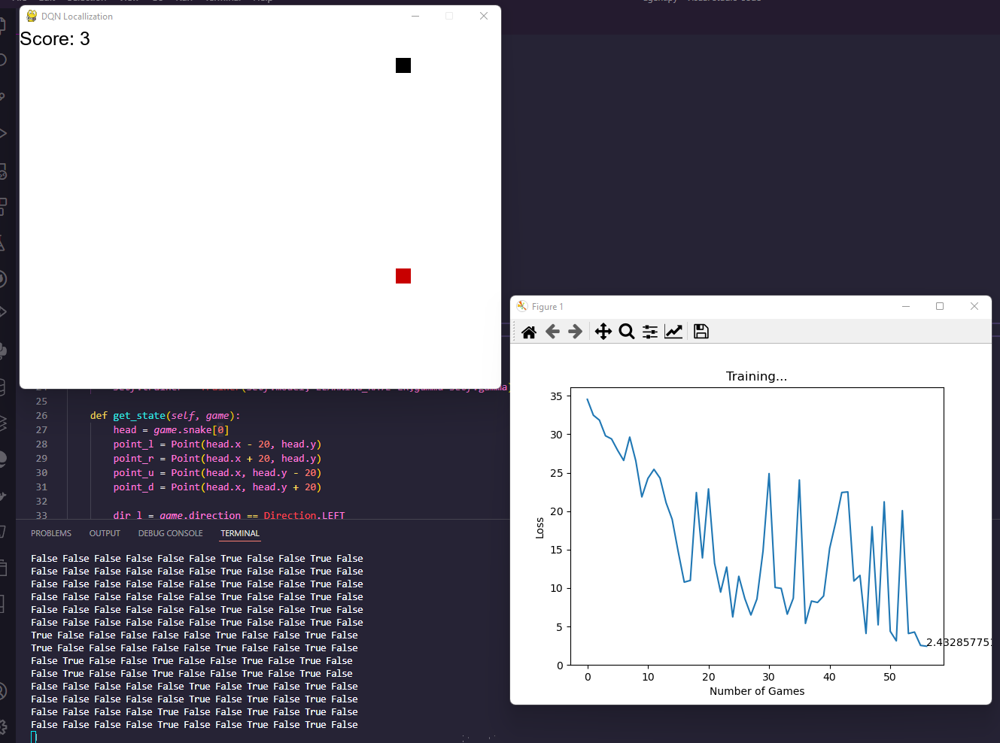 DQN Locallization
Score: 3
25
26 def get_state(self, game):
27 head = game.snake[0]
28 point_l = Point(head.x - 20, head.y)
29 point_r = Point(head.x + 20, head.y)
30 point_u = Point(head.x, head.y - 20)
31 point_d = Point(head.x, head.y + 20)
32
33 dir_l = game.direction == Direction.LEFT
PROBLEMS OUTPUT DEBUG CONSOLE TERMINAL
False False False False False False True False False True False
False False False False False False True False False True False
False False False False False False True False False True False
False False False False False False True False False True False
False False False False False False True False False True False
False False False False False False True False False True False
True False False False False True False False True False
True False False False False True False False True False
False True False False True False False False True False
False True False False True False False False True False
False False False False False True False True False True False
False False False False False True False True False True False
False False False False True False False True False True False
False False False False True False False True False True False
Figure 1
Training...
Loss
35
30
25
20
15
10
5
0
2.432857751
0 10 20 30 40 50
Number of Games